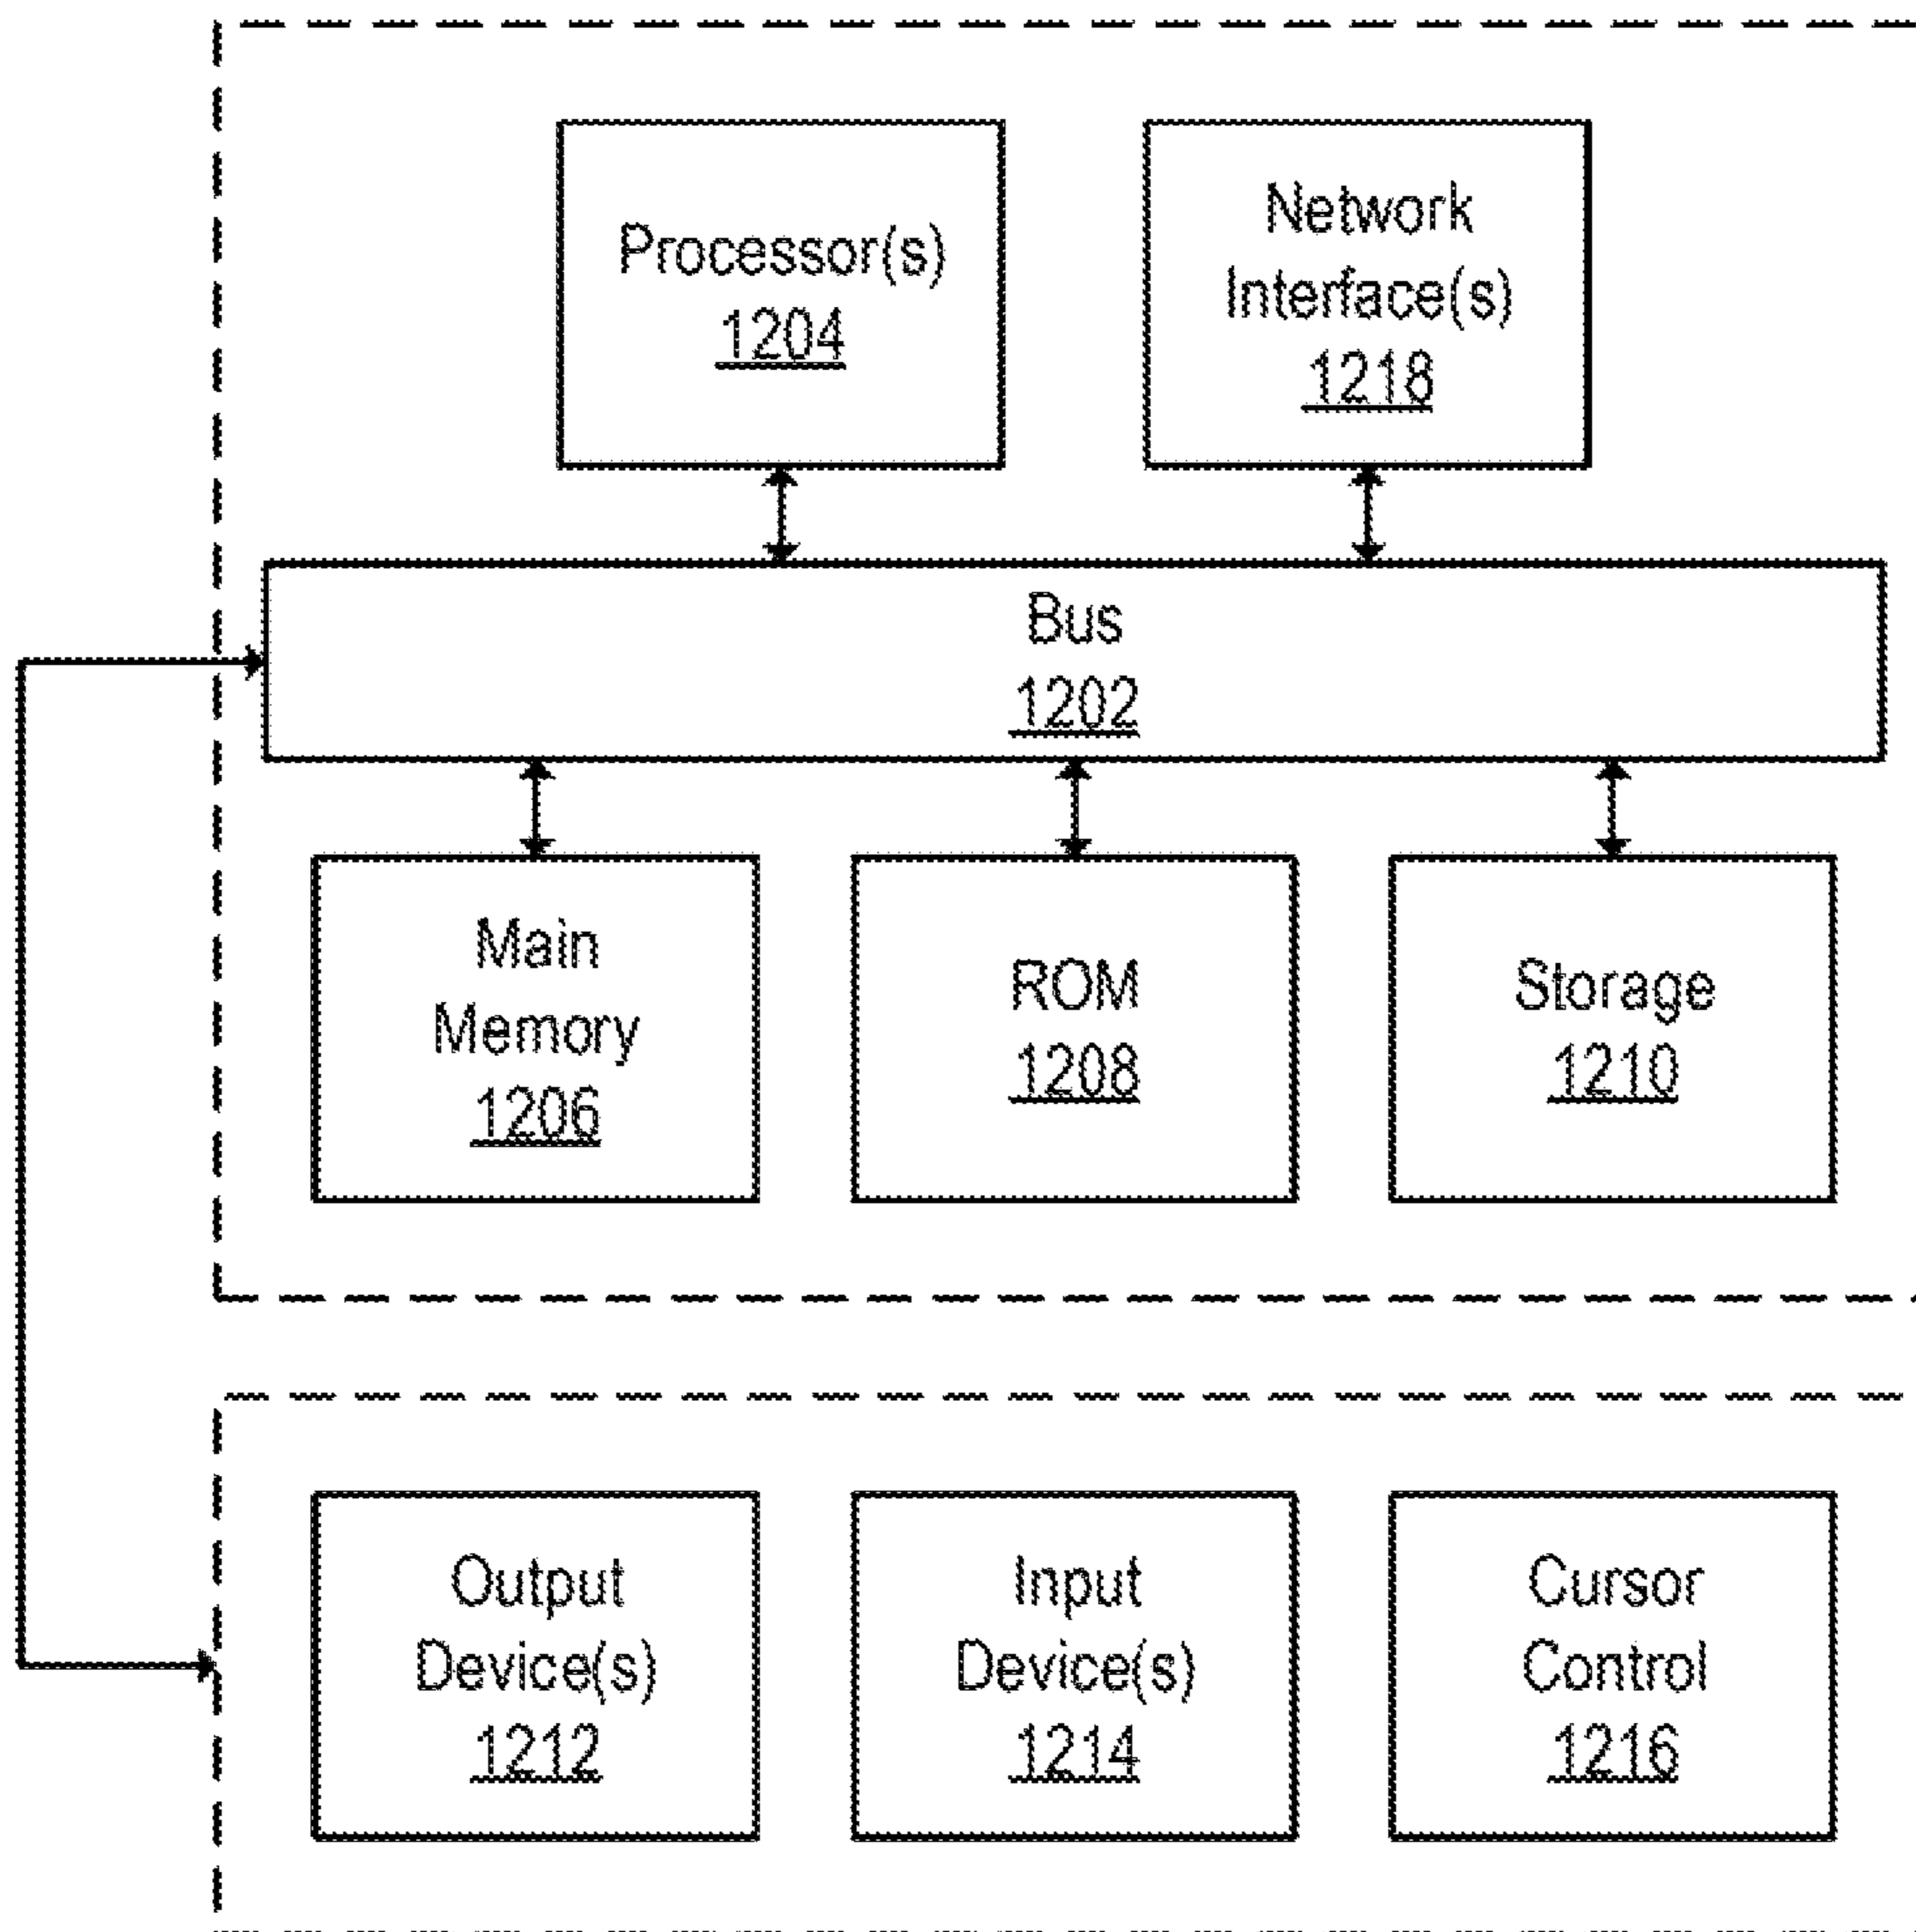 Processor(s)
1204
Network
Interface(s)
1218
Bus
1202
Main
Memory
1206
ROM
1208
Storage
1210
Output
Device(s)
1212
Input
Device(s)
1214
Cursor
Control
1216